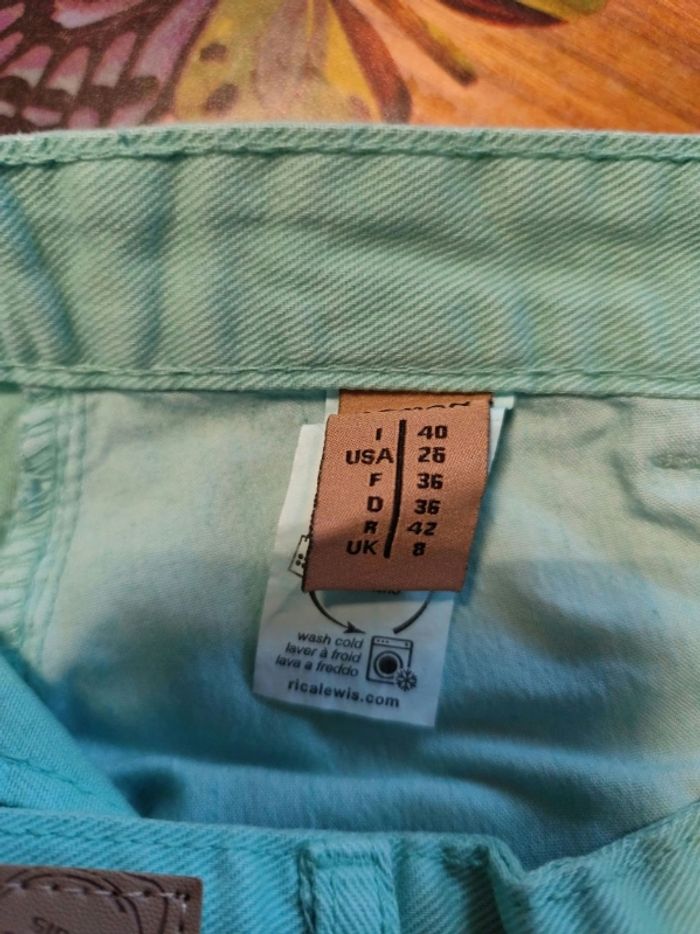 I 40
USA 26
F 36
D 36
R 42
UK 8
wash cold
laver à froid
lava a freddo
ricalewis.com